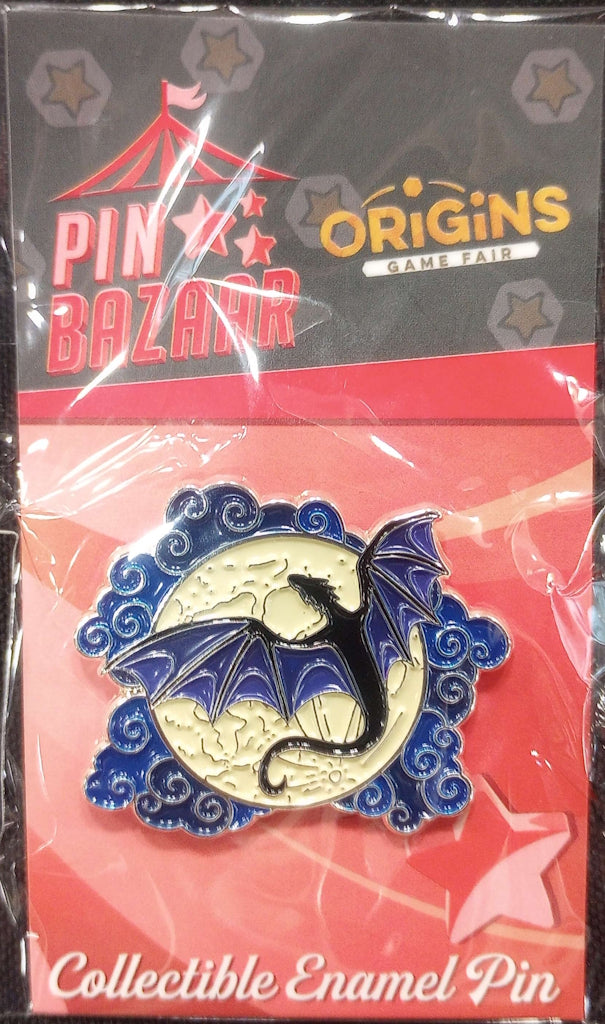 PIN
BAZAAR
ORiGiNS
GAME FAIR
Collectible Enamel Pin